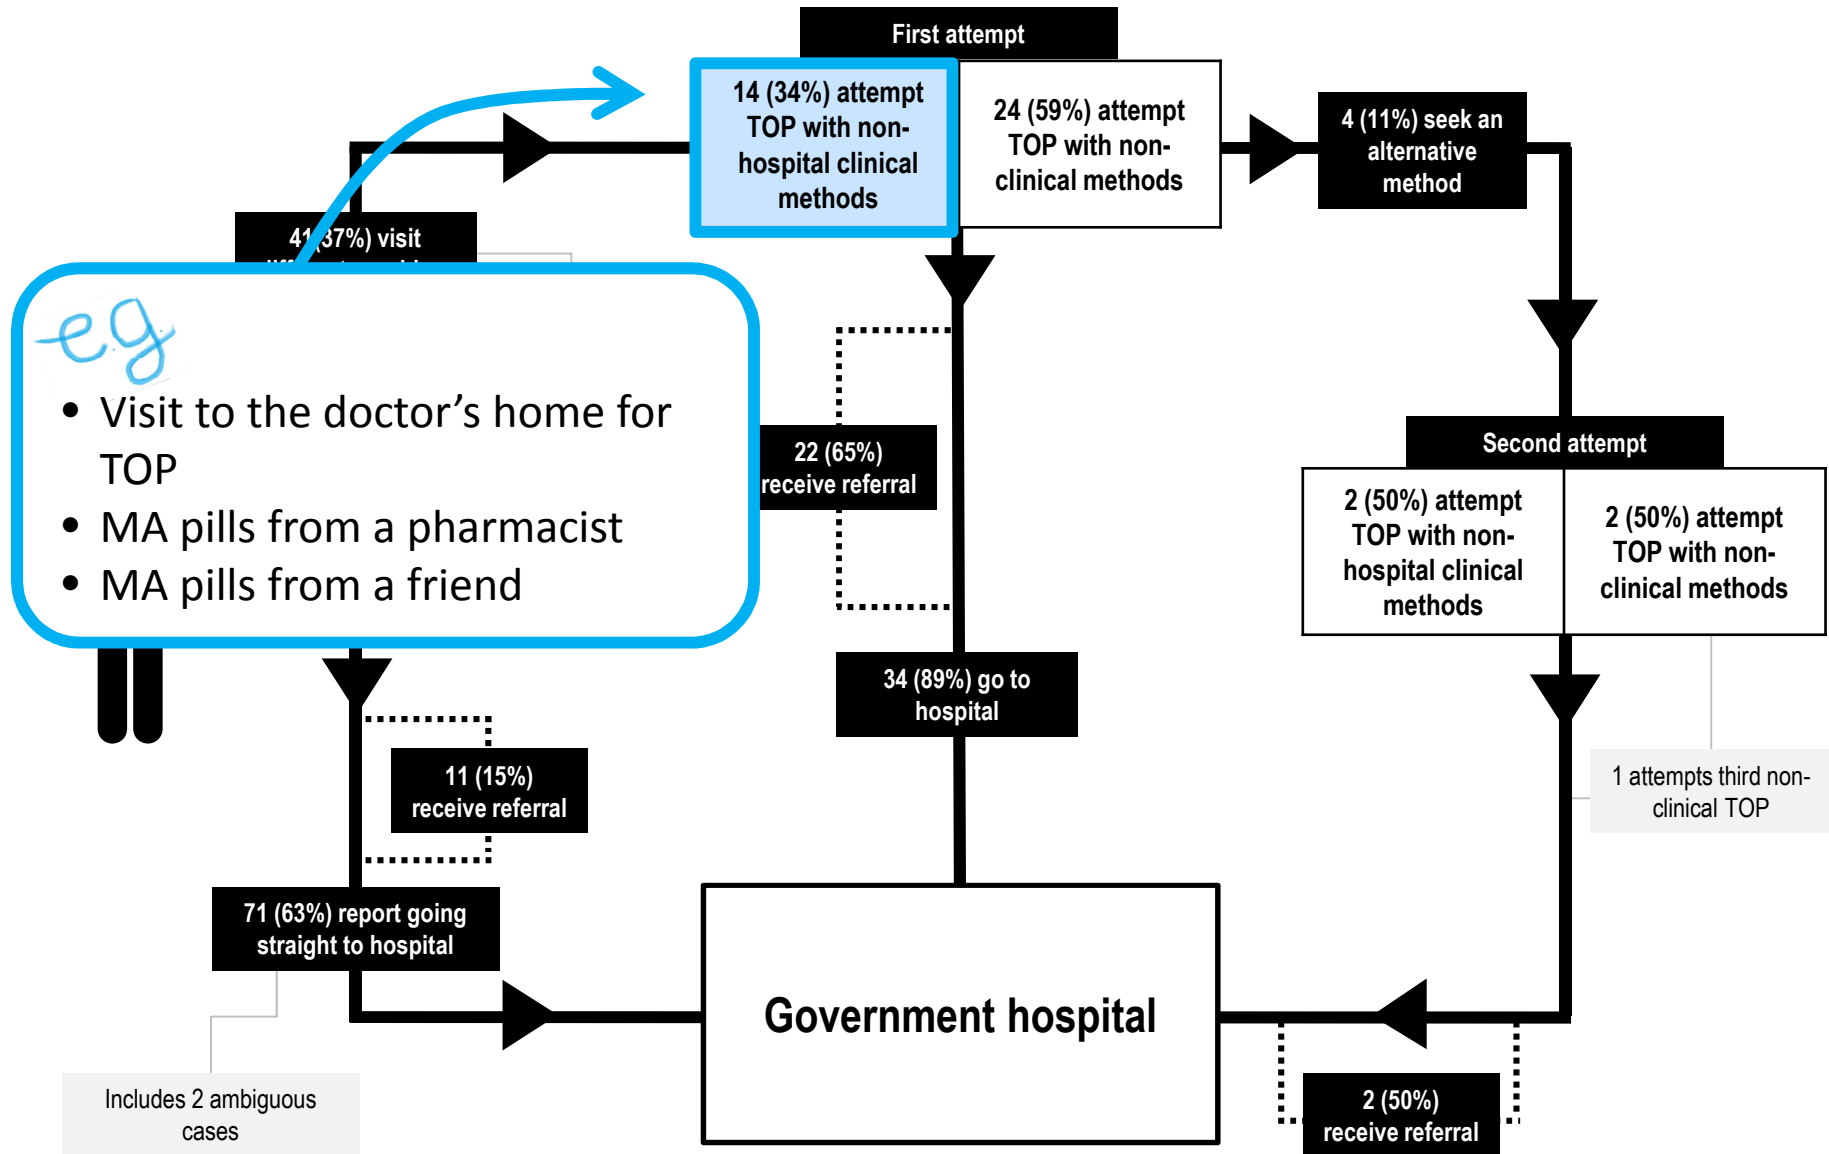 First attempt
14 (34%) attempt
TOP with non-
hospital clinical
methods
24 (59%) attempt
TOP with non-
clinical methods
4 (11%) seek an
alternative
method
41(37%) visit
e.g.
• Visit to the doctor’s home for
TOP
• MA pills from a pharmacist
• MA pills from a friend
22 (65%)
receive referral
Second attempt
2 (50%) attempt
TOP with non-
hospital clinical
methods
2 (50%) attempt
TOP with non-
clinical methods
34 (89%) go to
hospital
1 attempts third non-
clinical TOP
11 (15%)
receive referral
71 (63%) report going
straight to hospital
Government hospital
Includes 2 ambiguous
cases
2 (50%)
receive referral